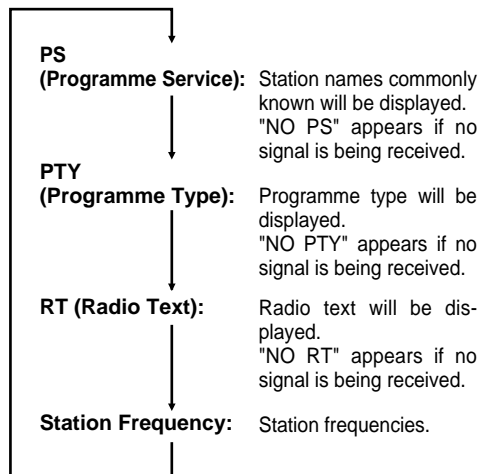 PS
(Programme Service): Station names commonly
known will be displayed.
"NO PS" appears if no
signal is being received.
PTY
(Programme Type): Programme type will be
displayed.
"NO PTY" appears if no
signal is being received.
RT (Radio Text): Radio text will be dis-
played.
"NO RT" appears if no
signal is being received.
Station Frequency: Station frequencies.